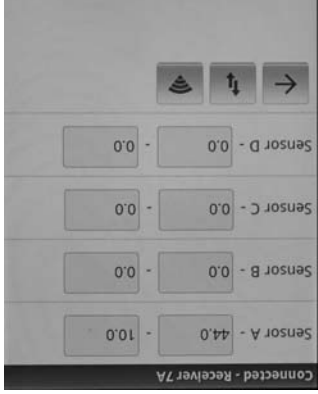 Connected - Receiver 7A
Sensor A - 44.0 - 10.0
Sensor B - 0.0 - 0.0
Sensor C - 0.0 - 0.0
Sensor D - 0.0 - 0.0